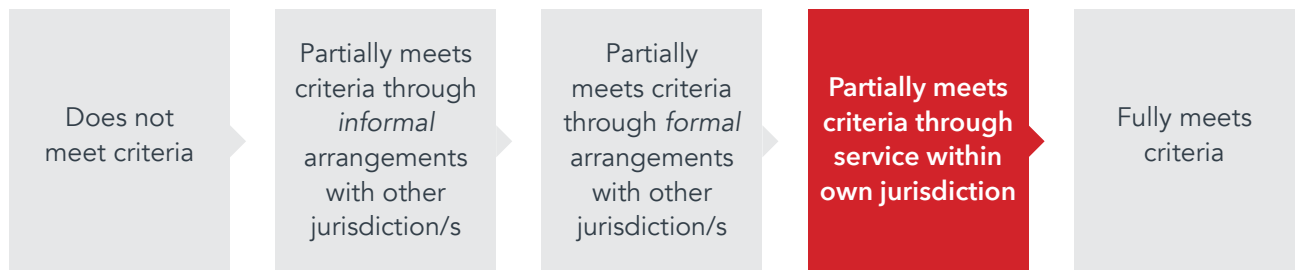 Does not
meet criteria
Partially meets
criteria through
informal
arrangements
with other
jurisdiction/s
Partially
meets criteria
through formal
arrangements
with other
jurisdiction/s
Partially meets
criteria through
service within
own jurisdiction
Fully meets
criteria